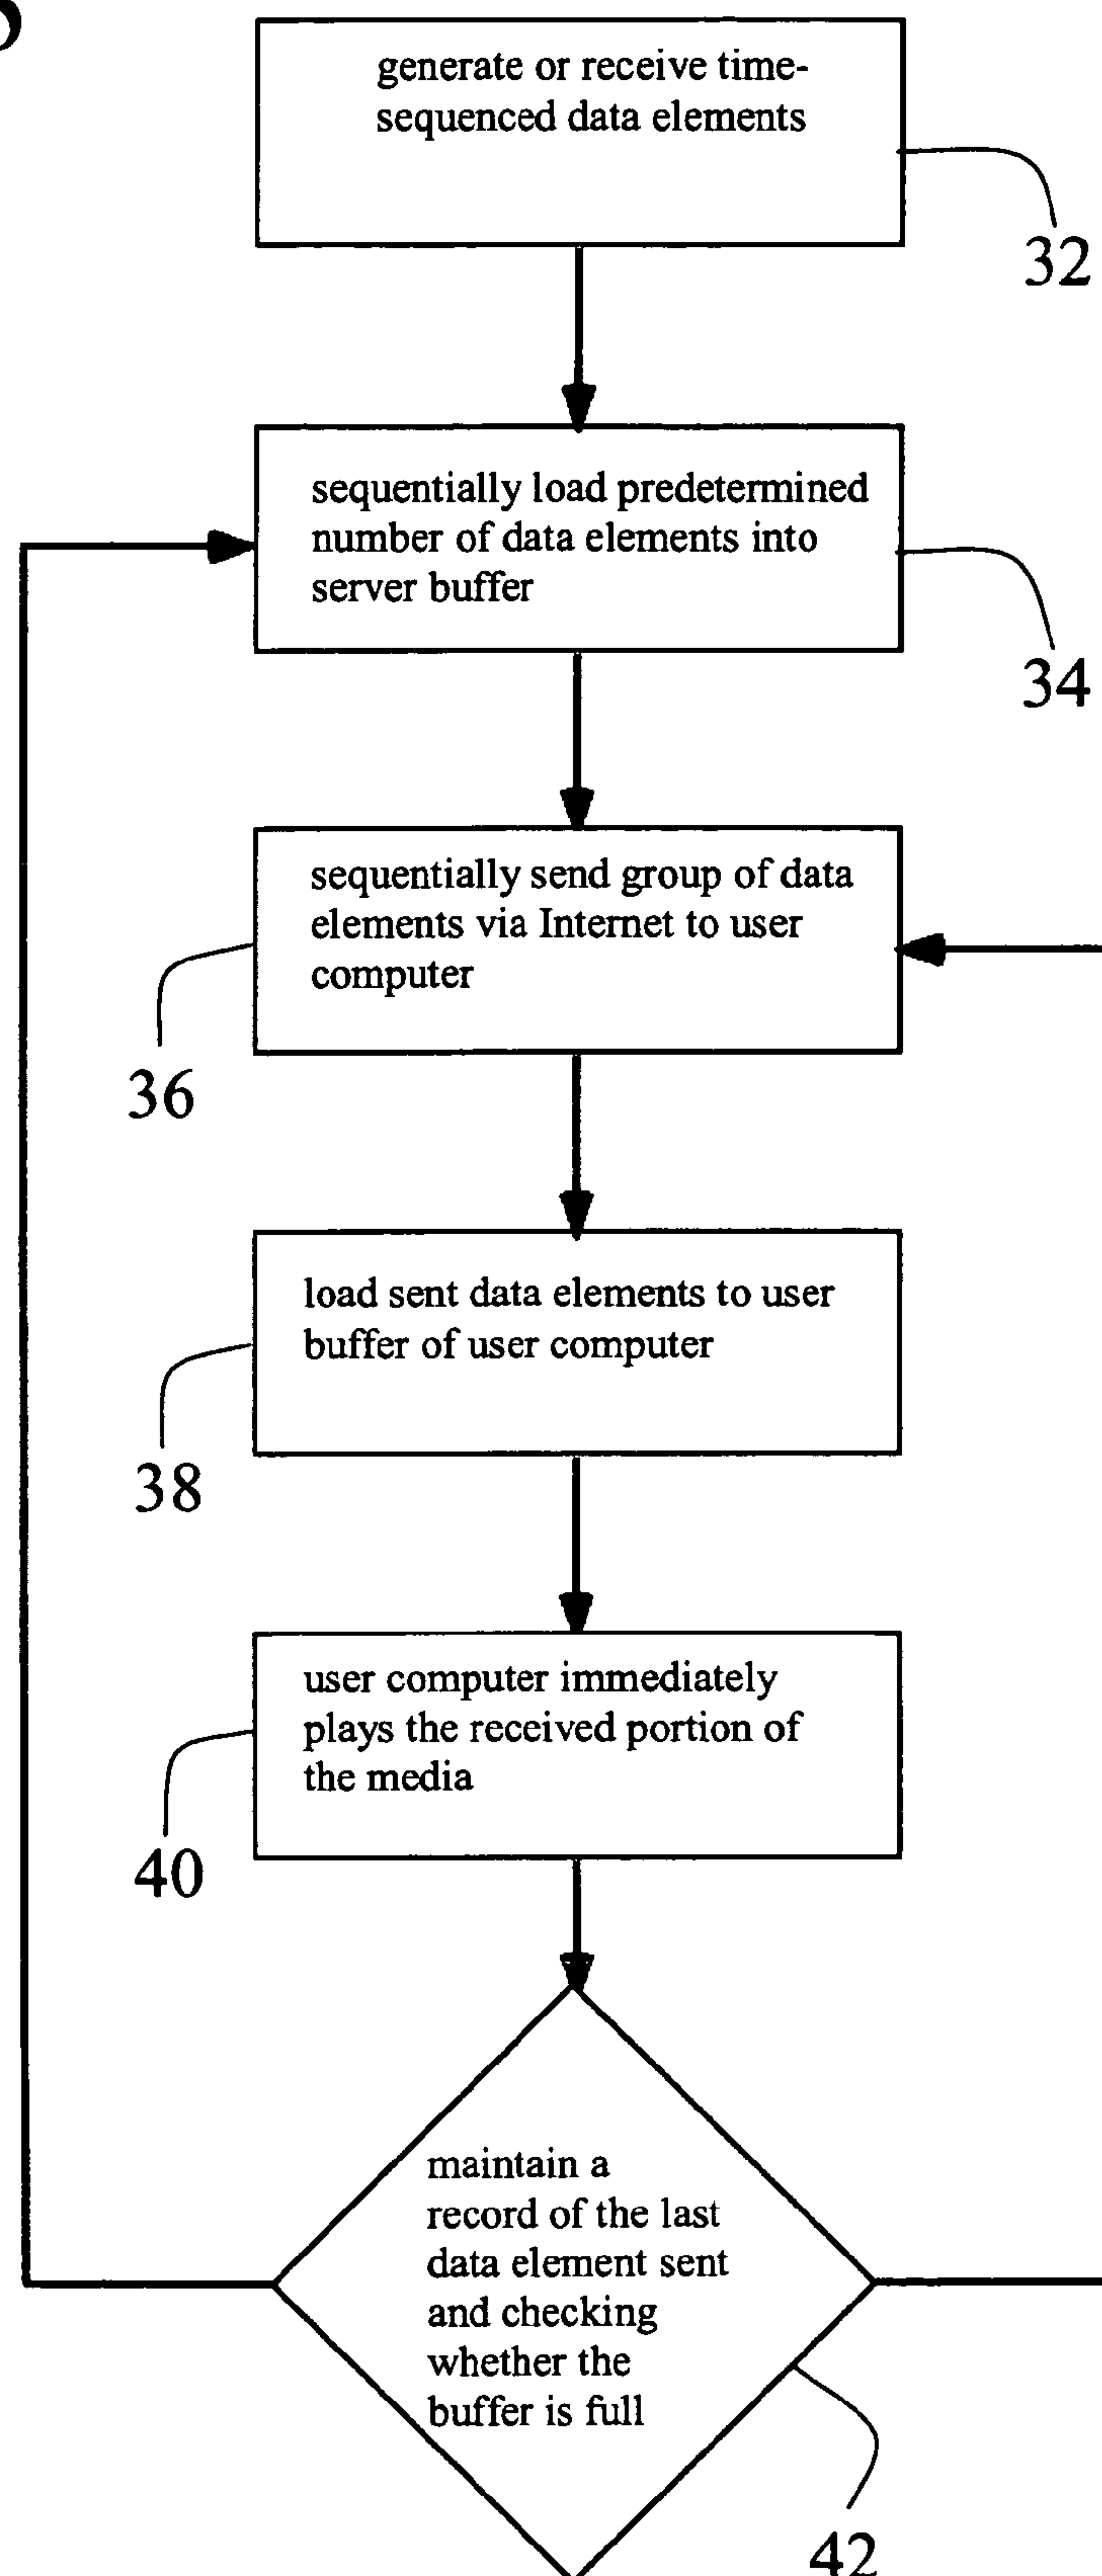 generate or receive time-
sequenced data elements
32
sequentially load predetermined
number of data elements into
server buffer
34
sequentially send group of data
elements via Internet to user
computer
36
load sent data elements to user
buffer of user computer
38
user computer immediately
plays the received portion of
the media
40
maintain a
record of the last
data element sent
and checking
whether the
buffer is full
42